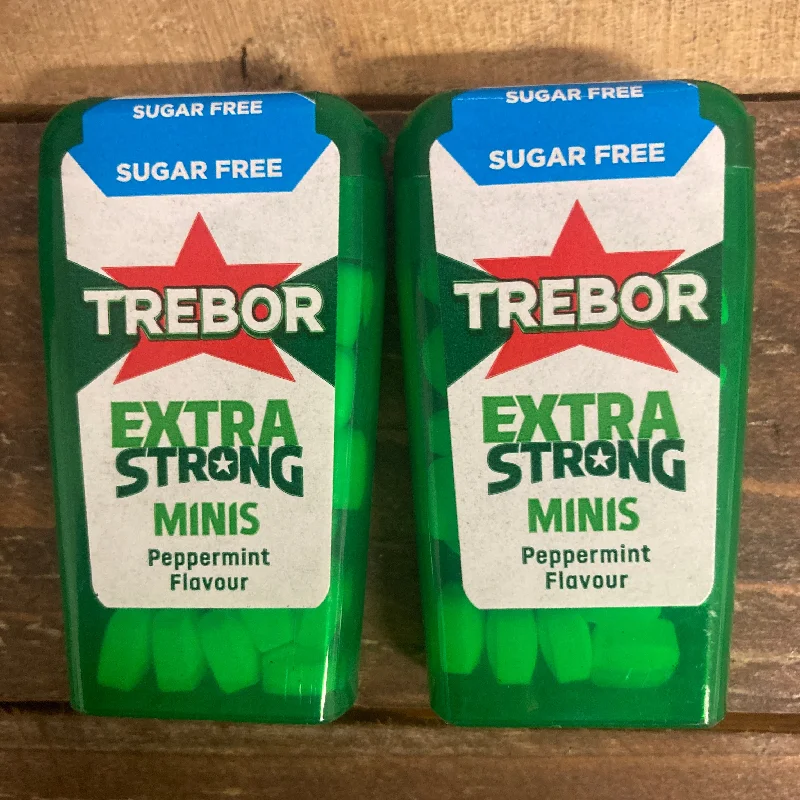 SUGAR FREE
SUGAR FREE
TREBOR
EXTRA
STRONG
MINIS
Peppermint
Flavour
SUGAR FREE
SUGAR FREE
TREBOR
EXTRA
STRONG
MINIS
Peppermint
Flavour